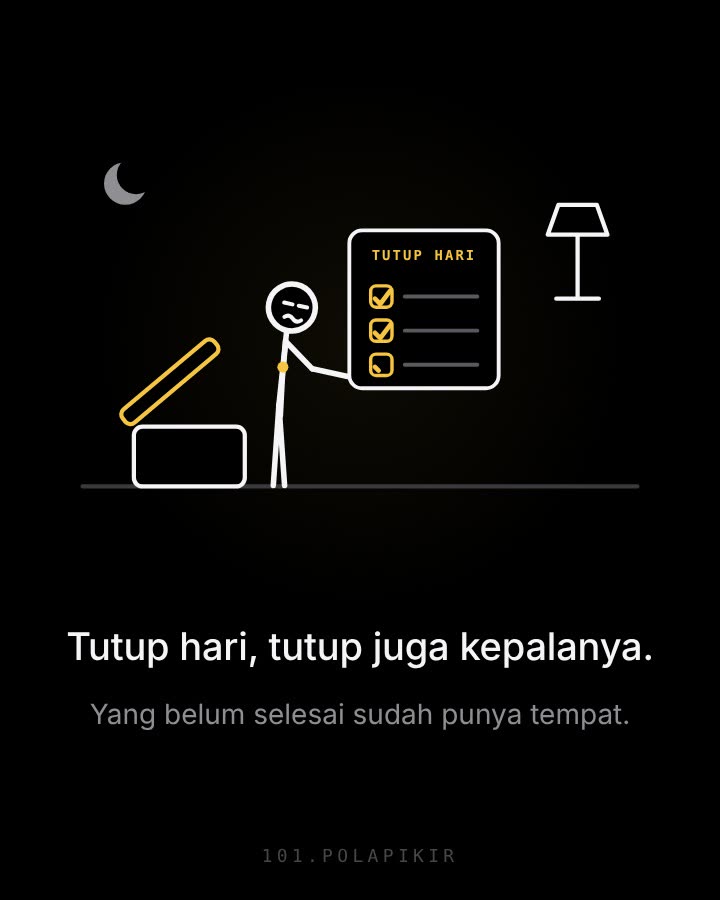 TUTUP HARI
Tutup hari, tutup juga kepalanya.
Yang belum selesai sudah punya tempat.
101.POLAPIKIR